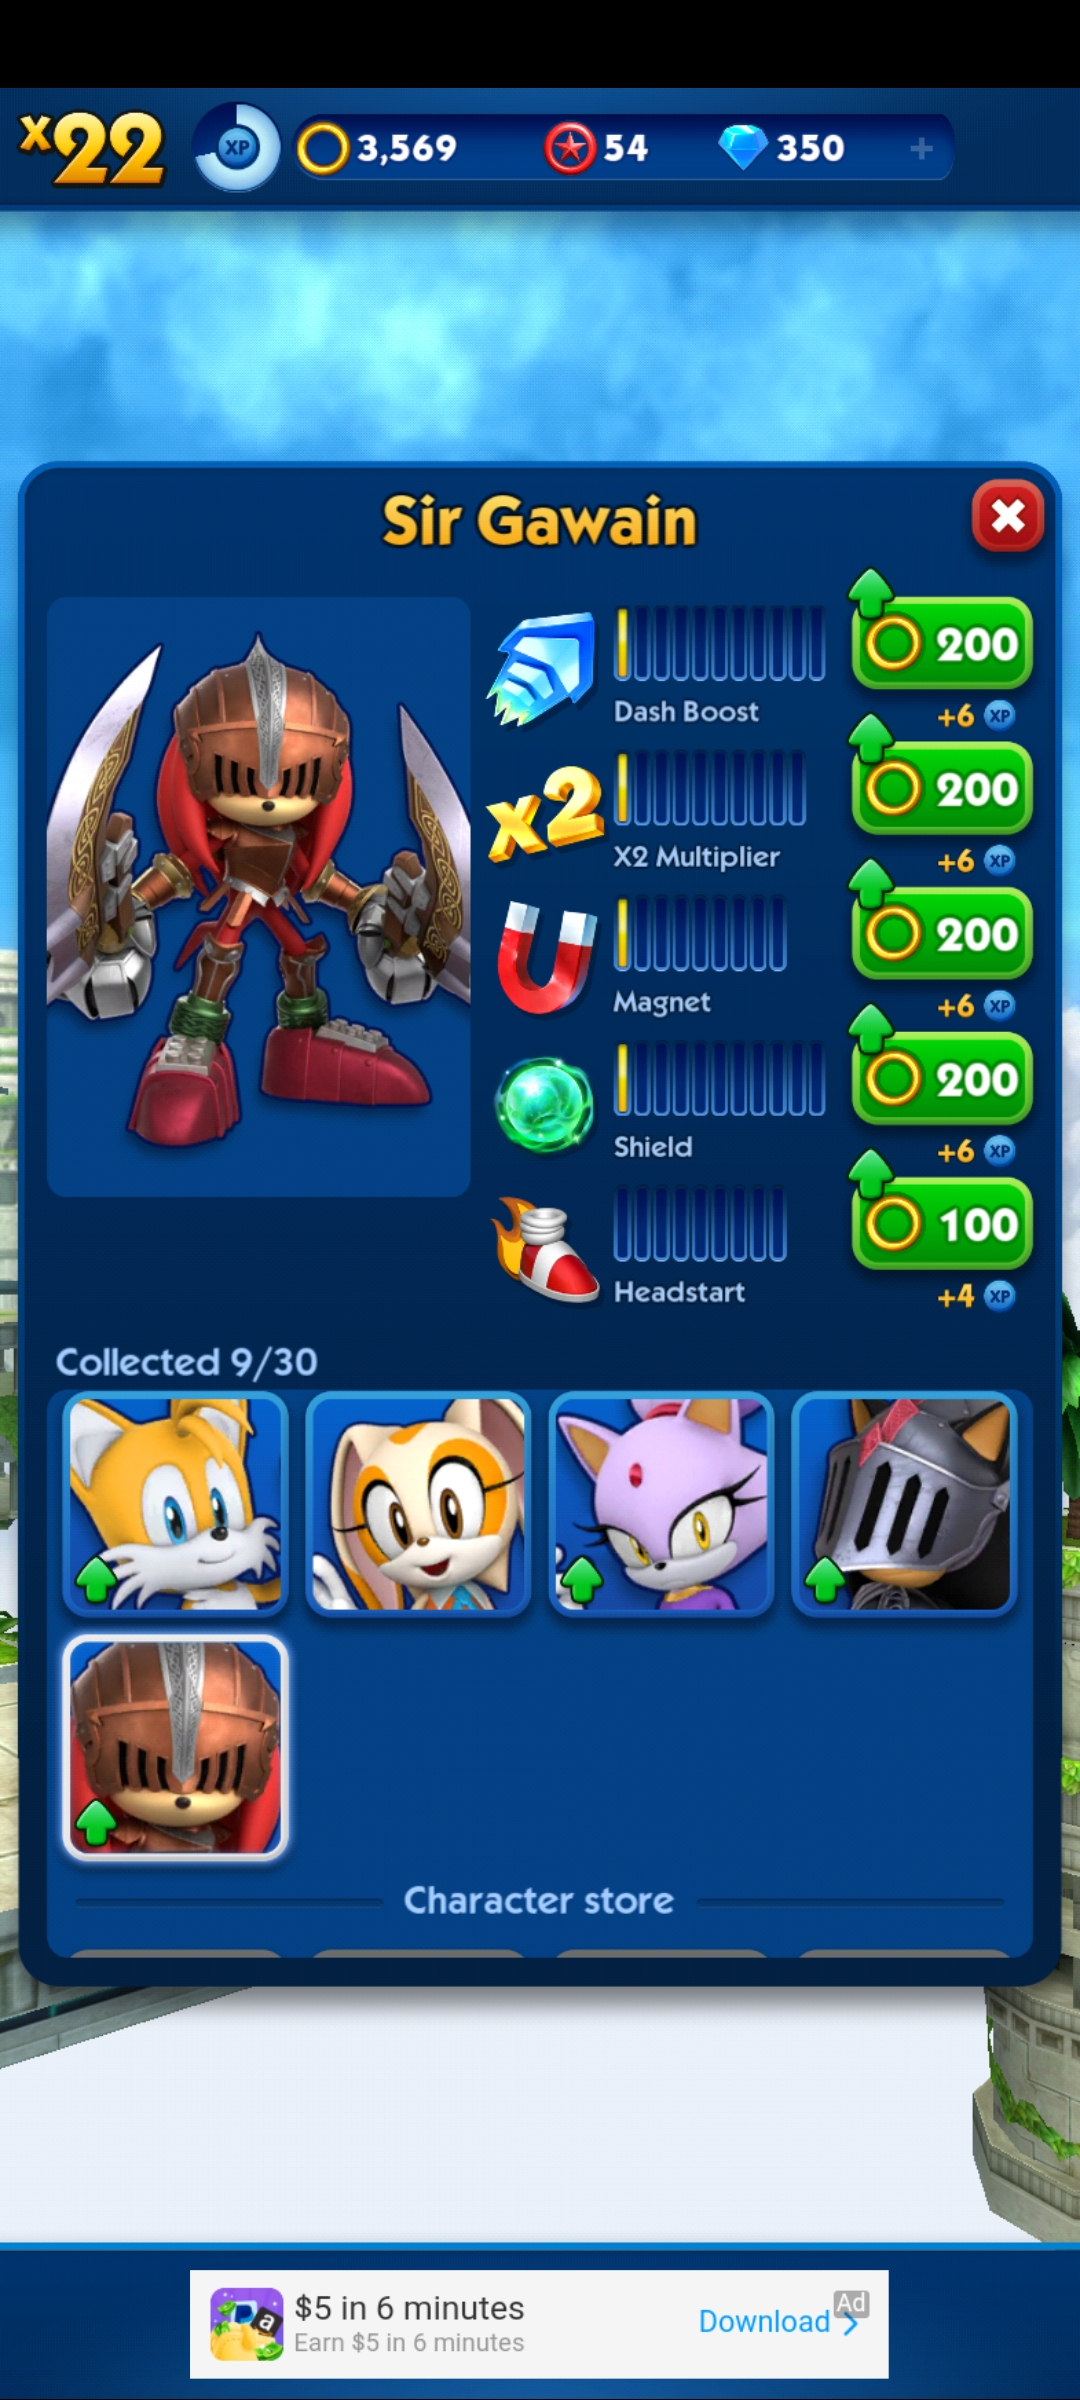 x22 XP 3,569 54 350 +
Sir Gawain
200
Dash Boost
+6 XP
x2
200
X2 Multiplier
+6 XP
200
Magnet
+6 XP
200
Shield
+6 XP
100
Headstart
+4 XP
Collected 9/30
Character store
$5 in 6 minutes
Earn $5 in 6 minutes
Download
Ad
a